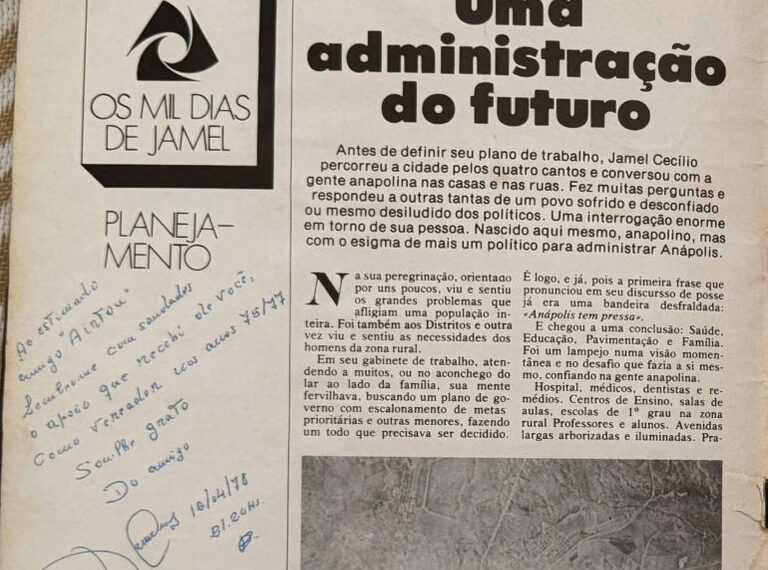 OS MIL DIAS
DE JAMEL
PLANEJA-
MENTO
Ao estimado
amigo "Ainton"
Lembro-me com saudades
o apoio que recebi de você,
como vereador nos anos 75/77
Sou-lhe grato
Do amigo
18/04/78
Uma
administração
do futuro
Antes de definir seu plano de trabalho, Jamel Cecílio
percorreu a cidade pelos quatro cantos e conversou com a
gente anapolina nas casas e nas ruas. Fez muitas perguntas e
respondeu a outras tantas de um povo sofrido e desconfiado
ou mesmo desiludido dos políticos. Uma interrogação enorme
em torno de sua pessoa. Nascido aqui mesmo, anapolino, mas
com o esigma de mais um político para administrar Anápolis.
Na sua peregrinação, orientado
por uns poucos, viu e sentiu
os grandes problemas que
afligiam uma população in-
teira. Foi também aos Distritos e outra
vez viu e sentiu as necessidades dos
homens da zona rural.
Em seu gabinete de trabalho, aten-
dendo a muitos, ou no aconchego do
lar ao lado da família, sua mente
fervilhava, buscando um plano de go-
verno com escalonamento de metas
prioritárias e outras menores, fazendo
um todo que precisava ser decidido.
É logo, e já, pois a primeira frase que
pronunciou em seu discursso de posse
já era uma bandeira desfraldada:
«Anápolis tem pressa».
E chegou a uma conclusão: Saúde,
Educação, Pavimentação e Família.
Foi um lampejo numa visão momen-
tânea e no desafio que fazia a si mes-
mo, confiando na gente anapolina.
Hospital, médicos, dentistas e re-
médios. Centros de Ensino, salas de
aulas, escolas de 1º grau na zona
rural Professores e alunos. Avenidas
largas arborizadas e iluminadas. Pra-